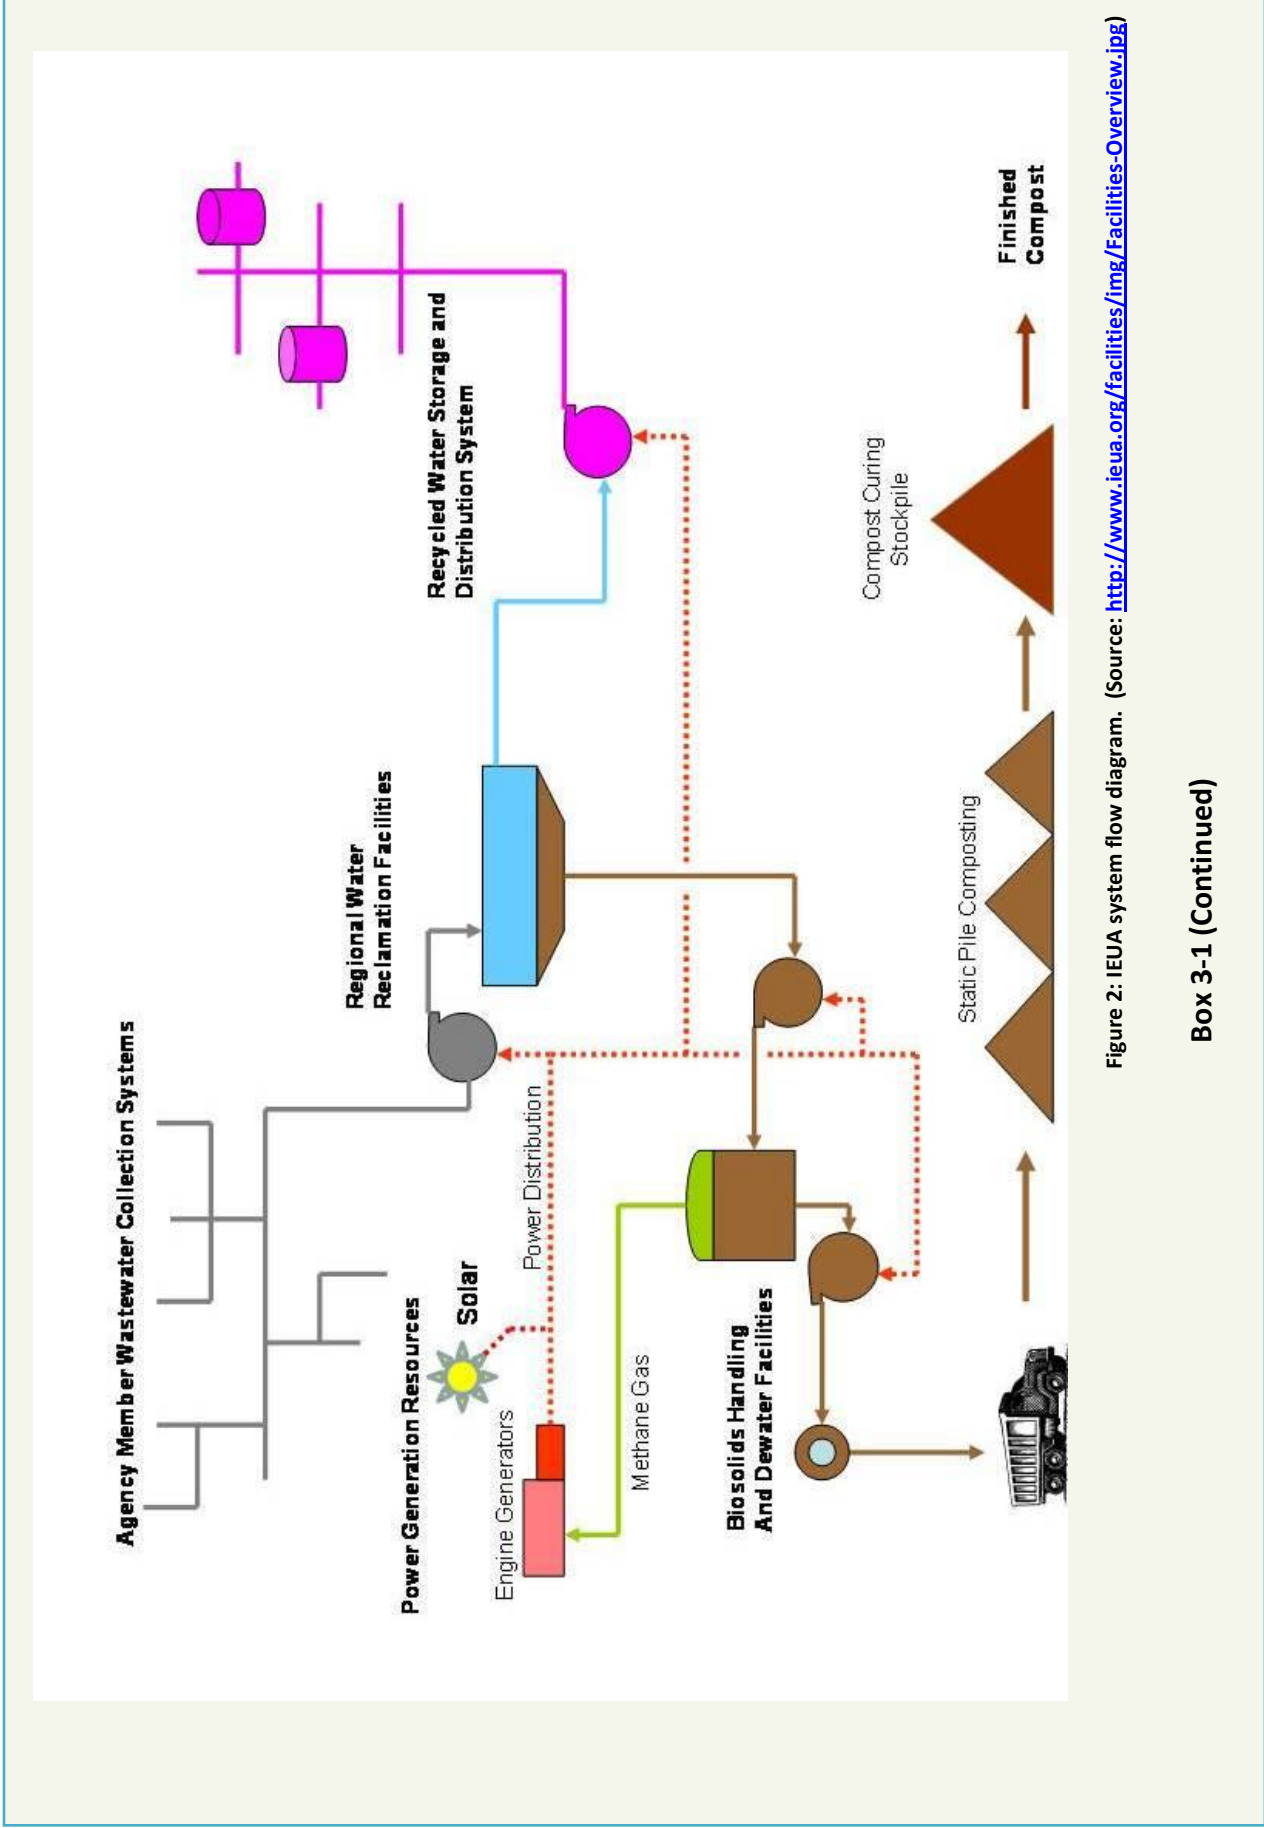 Agency Member Wastewater Collection Systems
Regional Water
Reclamation Facilities
Power Generation Resources
Solar
Engine Generators
Power Distribution
Recycled Water Storage and
Distribution System
Methane Gas
Biosolids Handling
And Dewater Facilities
Static Pile Composting
Compost Curing
Stockpile
Finished
Compost
Figure 2: IEUA system flow diagram.  (Source: http://www.ieua.org/facilities/img/Facilities-Overview.jpg)
Box 3-1 (Continued)